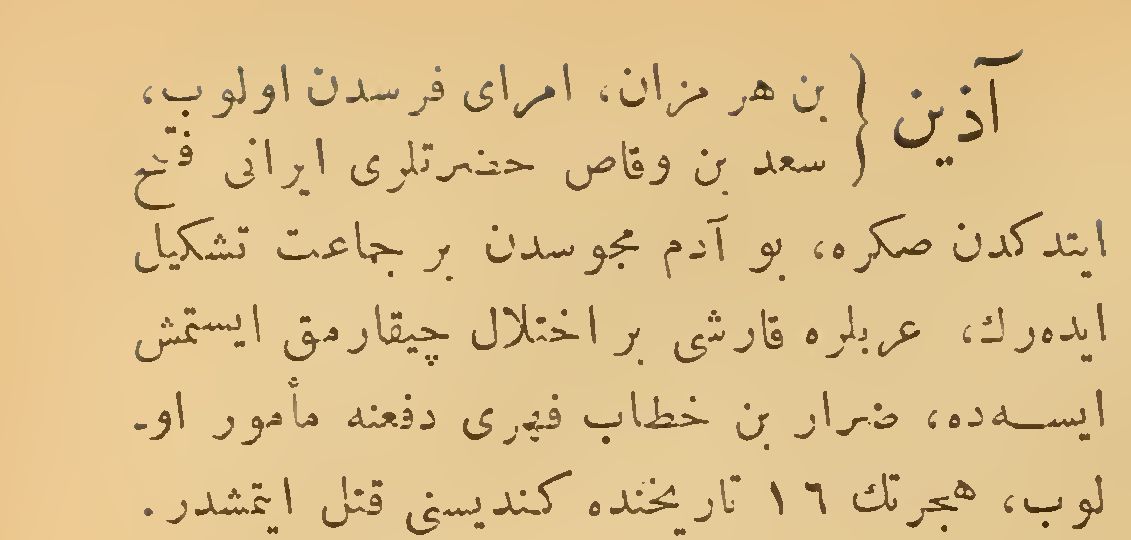 آذین { بن هرمزان، امرای فرسدن اولوب،
سعد بن وقاص حضرتلری ایرانی فتح
ایتدکدن صکره، بو آدم مجوسدن بر جماعت تشکیل
ایدەرك، عربلره قارشی بر اختلال چیقارمق ایستمش
ایسەده، ضرار بن خطاب فهری دفعنه مأمور او-
لوب، هجرتك ١٦ تاریخنده کندیسنی قتل ایتمشدر.